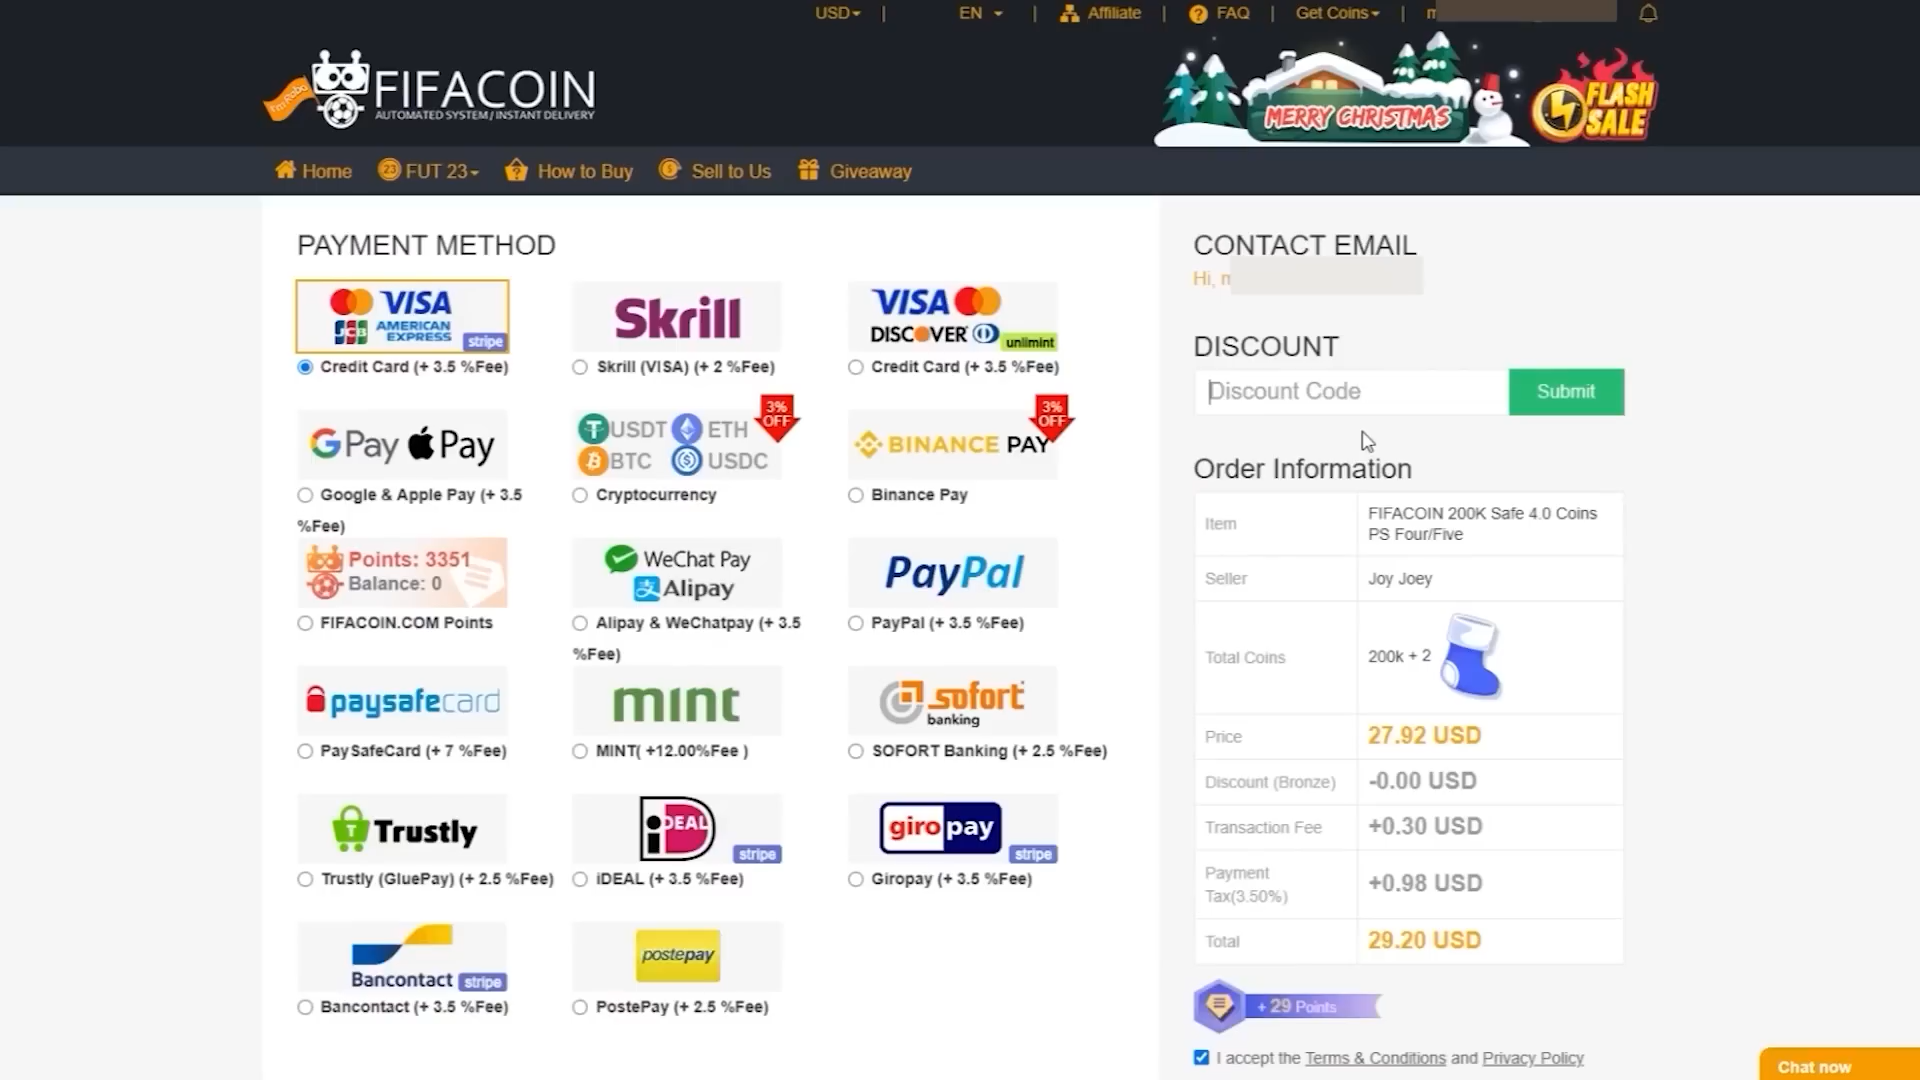 USD
EN
Affiliate
FAQ
Get Coins
m
I'm Robo
FIFACOIN
AUTOMATED SYSTEM / INSTANT DELIVERY
MERRY CHRISTMAS
FLASH SALE
Home
23 FUT 23
How to Buy
Sell to Us
Giveaway
PAYMENT METHOD
VISA
JCB AMERICAN EXPRESS
stripe
Credit Card (+ 3.5 %Fee)
Skrill
Skrill (VISA) (+ 2 %Fee)
VISA
DISCOVER
unlimint
Credit Card (+ 3.5 %Fee)
G Pay Pay
Google & Apple Pay (+ 3.5
%Fee)
3% OFF
USDT ETH
BTC USDC
Cryptocurrency
3% OFF
BINANCE PAY
Binance Pay
Points: 3351
Balance: 0
FIFACOIN.COM Points
WeChat Pay
支 Alipay
Alipay & WeChatpay (+ 3.5
%Fee)
PayPal
PayPal (+ 3.5 %Fee)
paysafecard
PaySafeCard (+ 7 %Fee)
mint
MINT( +12.00%Fee )
sofort
banking
SOFORT Banking (+ 2.5 %Fee)
T Trustly
Trustly (GluePay) (+ 2.5 %Fee)
iDEAL
stripe
iDEAL (+ 3.5 %Fee)
giropay
stripe
Giropay (+ 3.5 %Fee)
Bancontact
stripe
Bancontact (+ 3.5 %Fee)
postepay
PostePay (+ 2.5 %Fee)
CONTACT EMAIL
Hi, m
DISCOUNT
Discount Code
Submit
Order Information
Item
FIFACOIN 200K Safe 4.0 Coins
PS Four/Five
Seller
Joy Joey
Total Coins
200k + 2
Price
27.92 USD
Discount (Bronze)
-0.00 USD
Transaction Fee
+0.30 USD
Payment
Tax(3.50%)
+0.98 USD
Total
29.20 USD
+ 29 Points
I accept the Terms & Conditions and Privacy Policy
Chat now